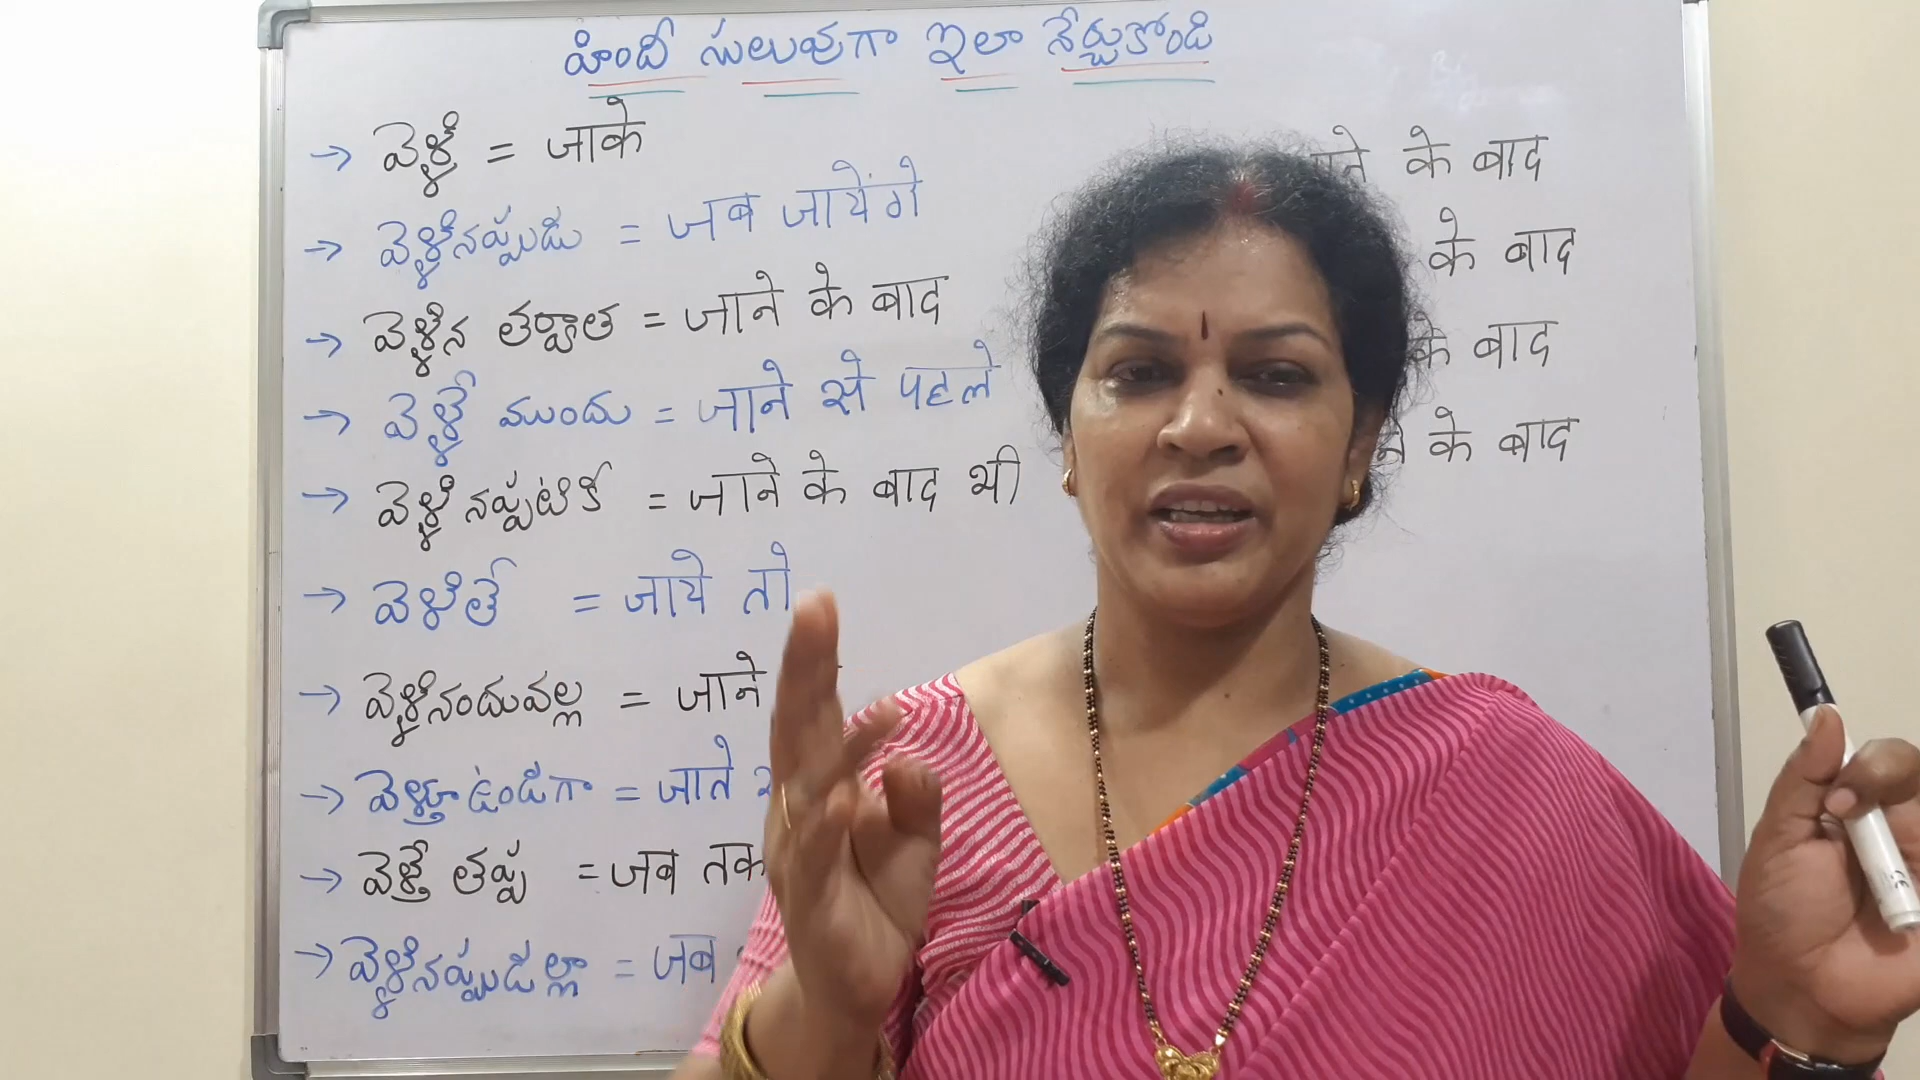 హిందీ సులువుగా ఇలా నేర్చుకోండి
→ వెళ్ళి = जाके
→ వెళ్ళినప్పుడు = जब जायेंगे
→ వెళ్ళిన తర్వాత = जाने के बाद
→ వెళ్ళే ముందు = जाने से पहले
→ వెళ్ళినప్పటికీ = जाने के बाद भी
→ వెళితే = जाये तो
→ వెళ్ళినందువల్ల = जाने
→ వెళ్తూ ఉండగా = जाते
→ వెళ్తే తప్ప = जब तक
→ వెళ్ళినప్పుడల్లా = जब
के बाद
के बाद
के बाद
के बाद